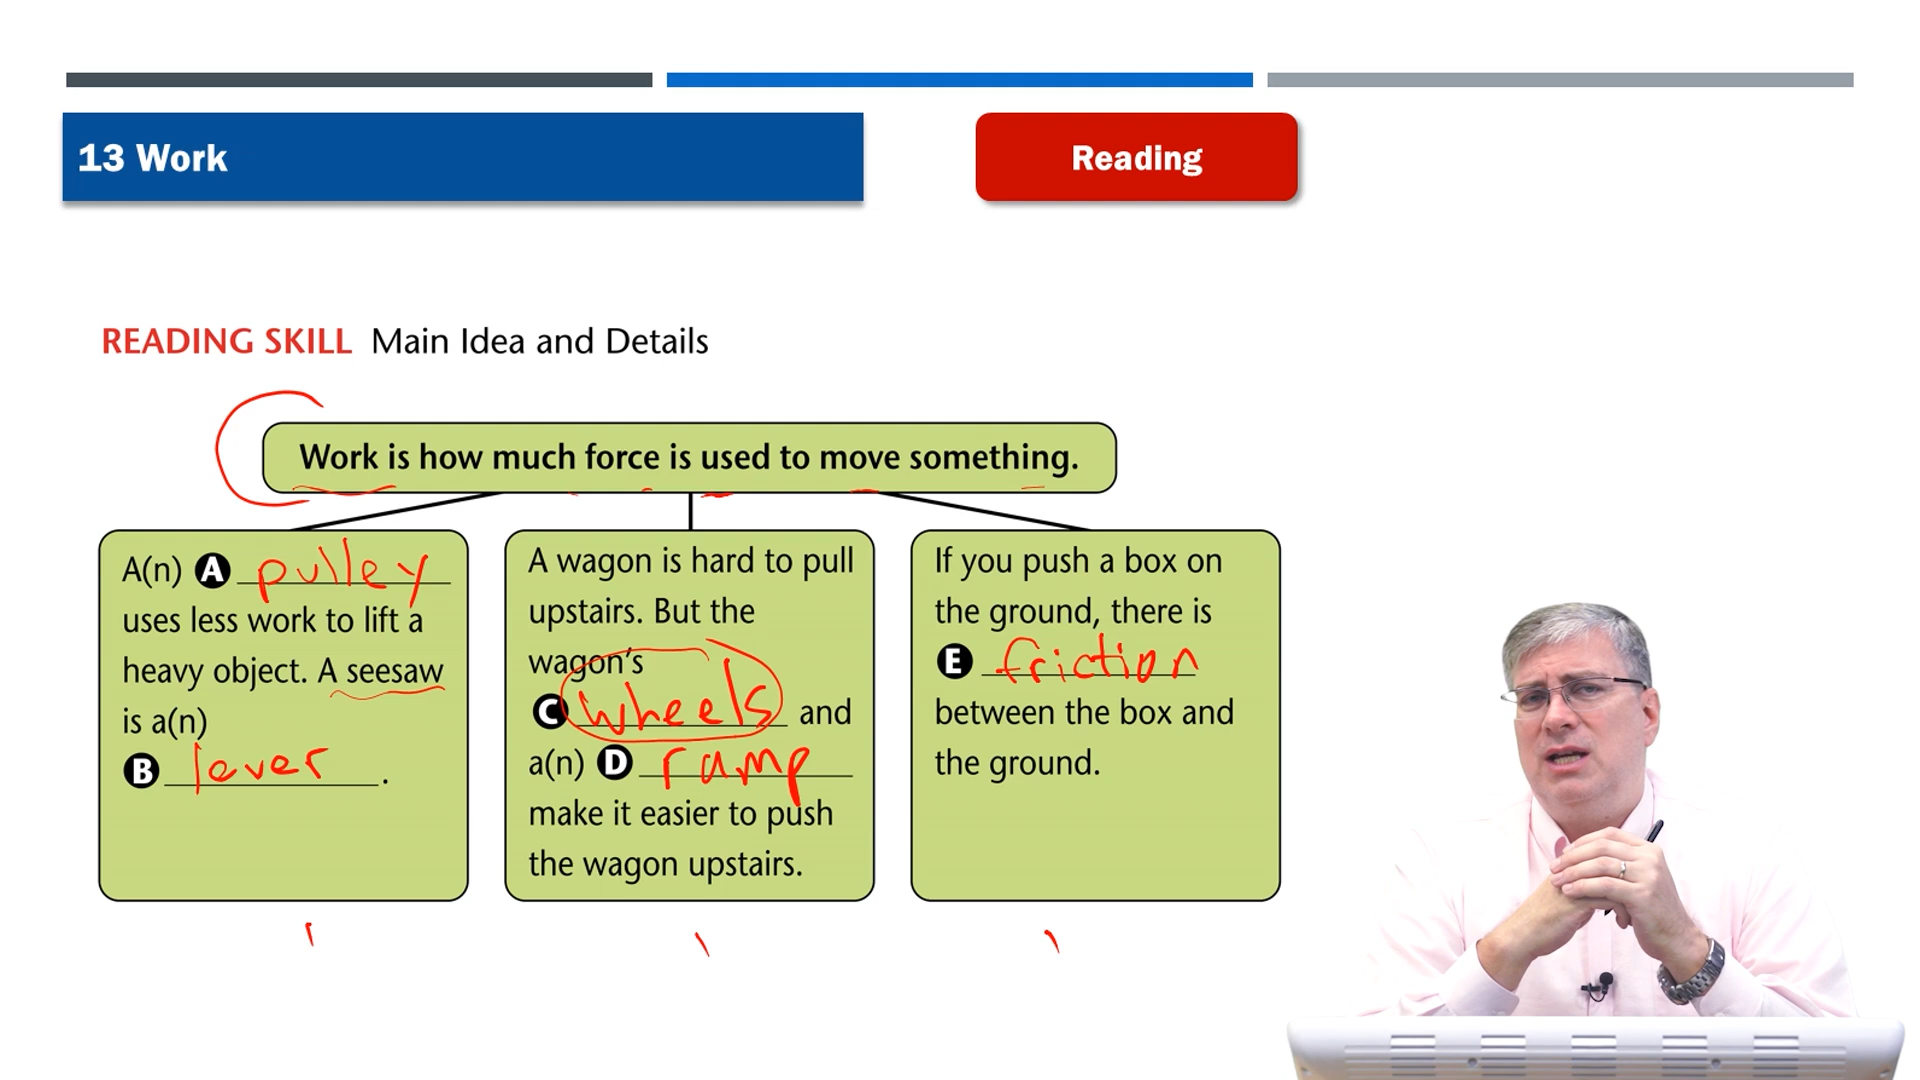 13 Work
Reading
READING SKILL Main Idea and Details
Work is how much force is used to move something.
A(n) A pulley
uses less work to lift a
heavy object. A seesaw
is a(n)
B lever .
A wagon is hard to pull
upstairs. But the
wagon's
C wheels and
a(n) D ramp
make it easier to push
the wagon upstairs.
If you push a box on
the ground, there is
E friction
between the box and
the ground.